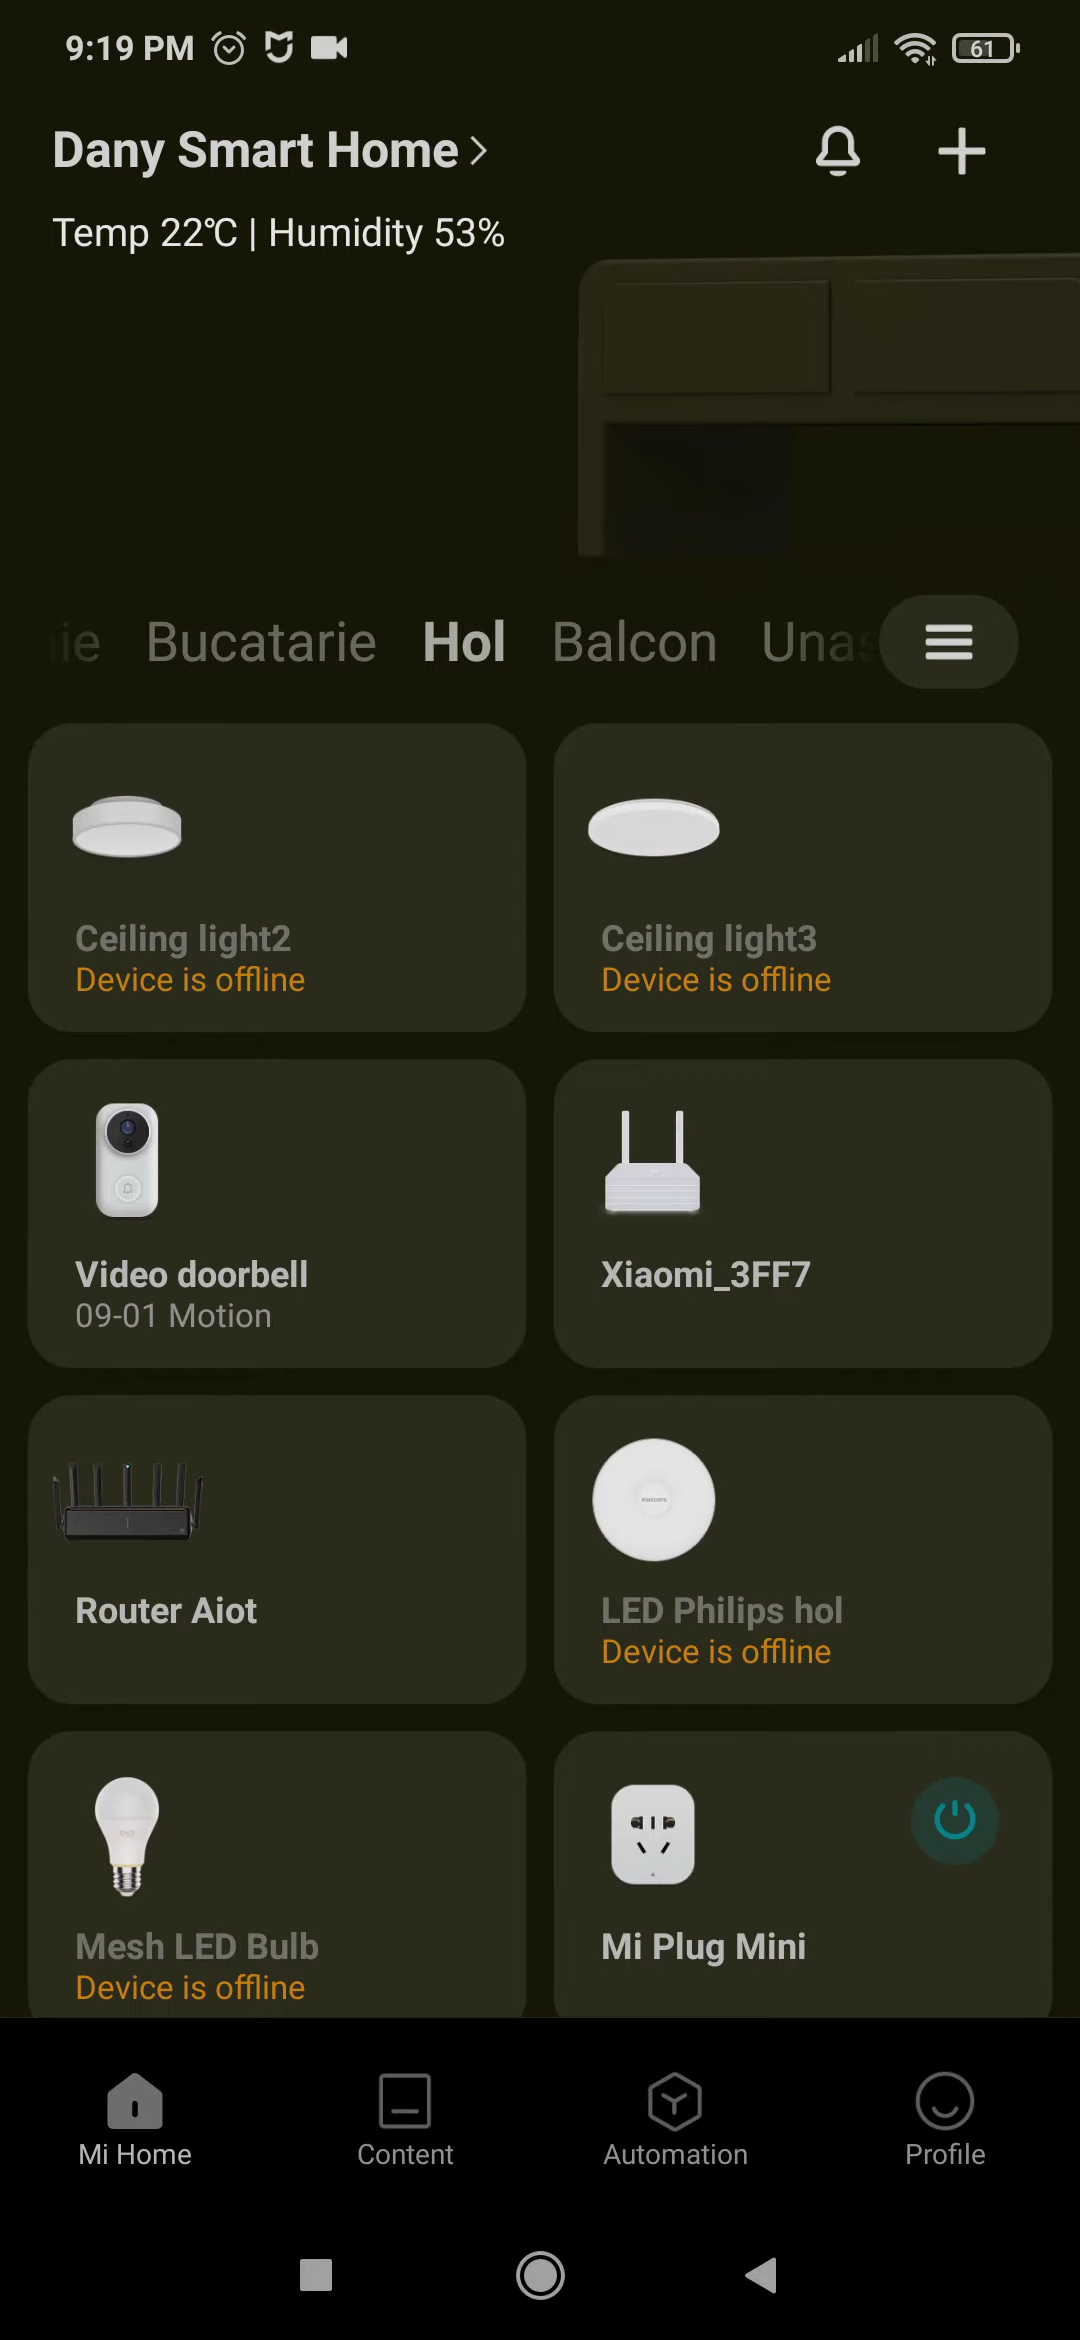 9:19 PM 61
Dany Smart Home
Temp 22℃ | Humidity 53%
Bucatarie Hol Balcon
Ceiling light2 Ceiling light3
Device is offline Device is offline
Video doorbell Xiaomi_3FF7
09-01 Motion
PHILIPS
Router Aiot LED Philips hol
Device is offline
Mesh LED Bulb Mi Plug Mini
Device is offline
Mi Home Content Automation Profile